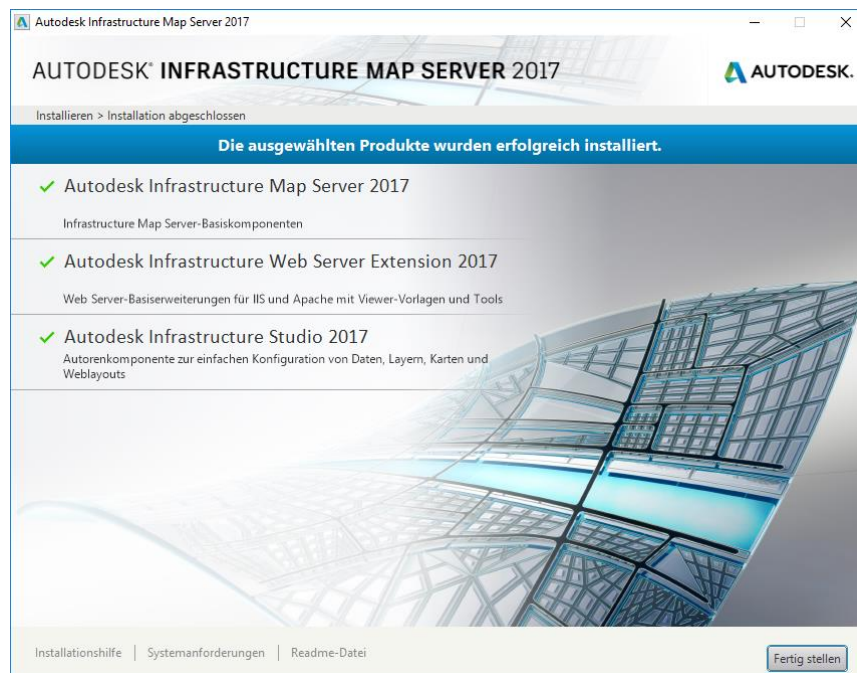 Autodesk Infrastructure Map Server 2017
AUTODESK® INFRASTRUCTURE MAP SERVER 2017
AUTODESK.
Installieren > Installation abgeschlossen
Die ausgewählten Produkte wurden erfolgreich installiert.
Autodesk Infrastructure Map Server 2017
Infrastructure Map Server-Basiskomponenten
Autodesk Infrastructure Web Server Extension 2017
Web Server-Basiserweiterungen für IIS und Apache mit Viewer-Vorlagen und Tools
Autodesk Infrastructure Studio 2017
Autorenkomponente zur einfachen Konfiguration von Daten, Layern, Karten und
Weblayouts
Installationshilfe | Systemanforderungen | Readme-Datei
Fertig stellen